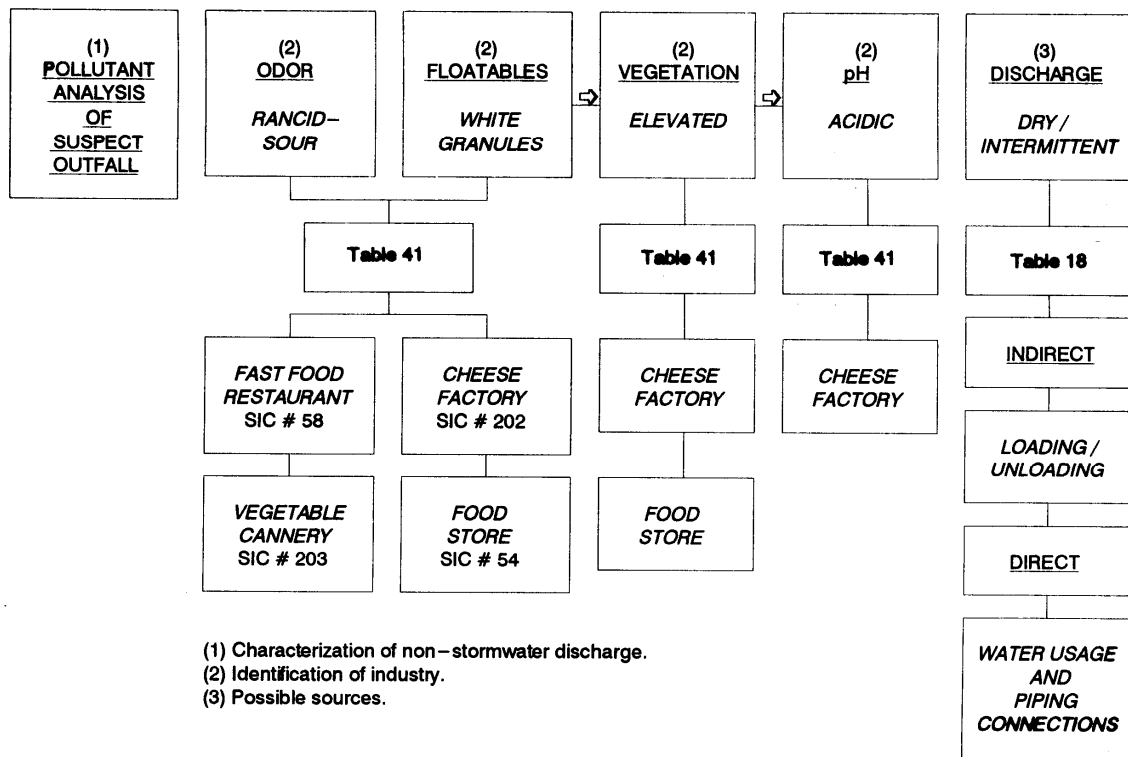 (1)
POLLUTANT
ANALYSIS
OF
SUSPECT
OUTFALL
(2)
ODOR
RANCID-
SOUR
(2)
FLOATABLES
WHITE
GRANULES
(2)
VEGETATION
ELEVATED
(2)
pH
ACIDIC
(3)
DISCHARGE
DRY /
INTERMITTENT
Table 41
Table 41
Table 41
Table 18
FAST FOOD
RESTAURANT
SIC # 58
CHEESE
FACTORY
SIC # 202
CHEESE
FACTORY
CHEESE
FACTORY
INDIRECT
LOADING /
UNLOADING
VEGETABLE
CANNERY
SIC # 203
FOOD
STORE
SIC # 54
FOOD
STORE
DIRECT
WATER USAGE
AND
PIPING
CONNECTIONS
(1) Characterization of non-stormwater discharge.
(2) Identification of industry.
(3) Possible sources.